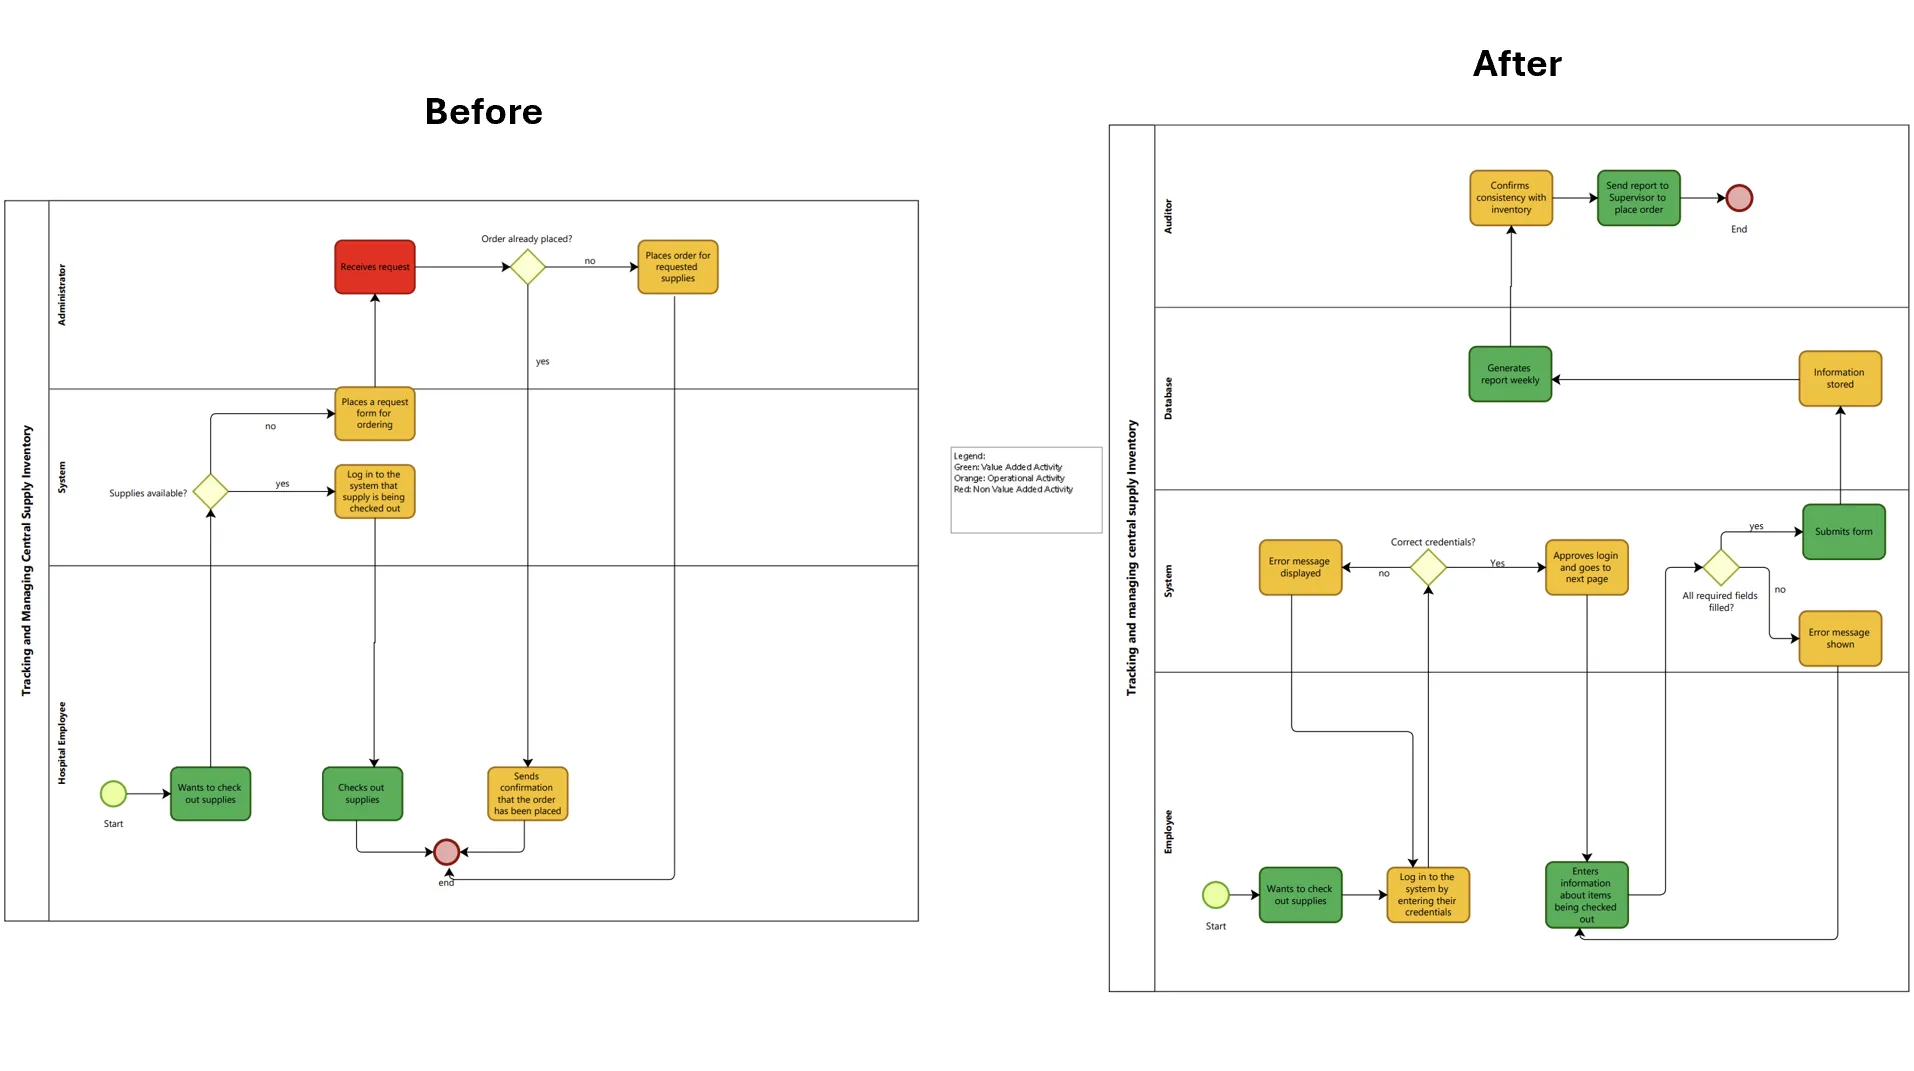 Before
Tracking and Managing Central Supply Inventory
Administrator
Receives request
Order already placed?
no
Places order for
requested
supplies
yes
System
Places a request
form for
ordering
no
Supplies available?
yes
Log in to the
system that
supply is being
checked out
Hospital Employee
Start
Wants to check
out supplies
Checks out
supplies
Sends
confirmation
that the order
has been placed
end
Legend:
Green: Value Added Activity
Orange: Operational Activity
Red: Non Value Added Activity
After
Tracking and managing central supply Inventory
Auditor
Confirms
consistency with
inventory
Send report to
Supervisor to
place order
End
Database
Generates
report weekly
Information
stored
System
Error message
displayed
no
Correct credentials?
Yes
Approves login
and goes to
next page
All required fields
filled?
yes
Submits form
no
Error message
shown
Employee
Start
Wants to check
out supplies
Log in to the
system by
entering their
credentials
Enters
information
about items
being checked
out